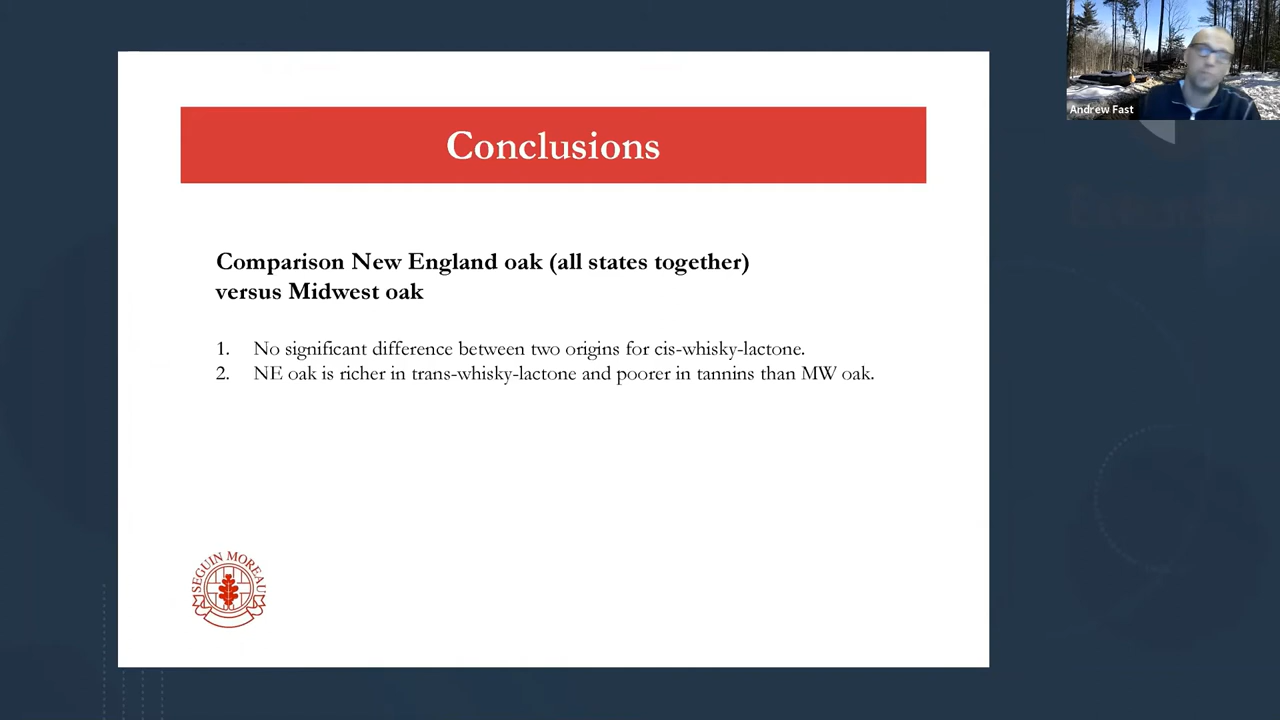 Andrew Fast
Conclusions
Comparison New England oak (all states together)
versus Midwest oak
1. No significant difference between two origins for cis-whisky-lactone.
2. NE oak is richer in trans-whisky-lactone and poorer in tannins than MW oak.
SEGUIN MOREAU